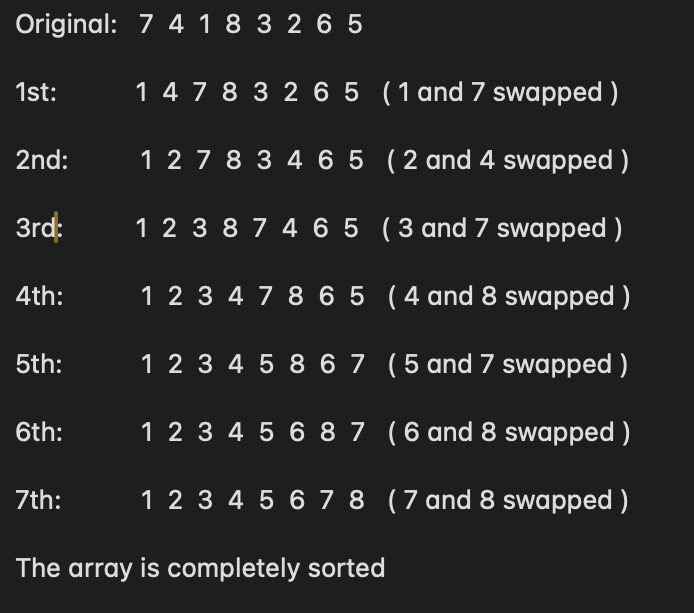 Original: 7 4 1 8 3 2 6 5
1st: 1 4 7 8 3 2 6 5 ( 1 and 7 swapped )
2nd: 1 2 7 8 3 4 6 5 ( 2 and 4 swapped )
3rd: 1 2 3 8 7 4 6 5 ( 3 and 7 swapped )
4th: 1 2 3 4 7 8 6 5 ( 4 and 8 swapped )
5th: 1 2 3 4 5 8 6 7 ( 5 and 7 swapped )
6th: 1 2 3 4 5 6 8 7 ( 6 and 8 swapped )
7th: 1 2 3 4 5 6 7 8 ( 7 and 8 swapped )
The array is completely sorted